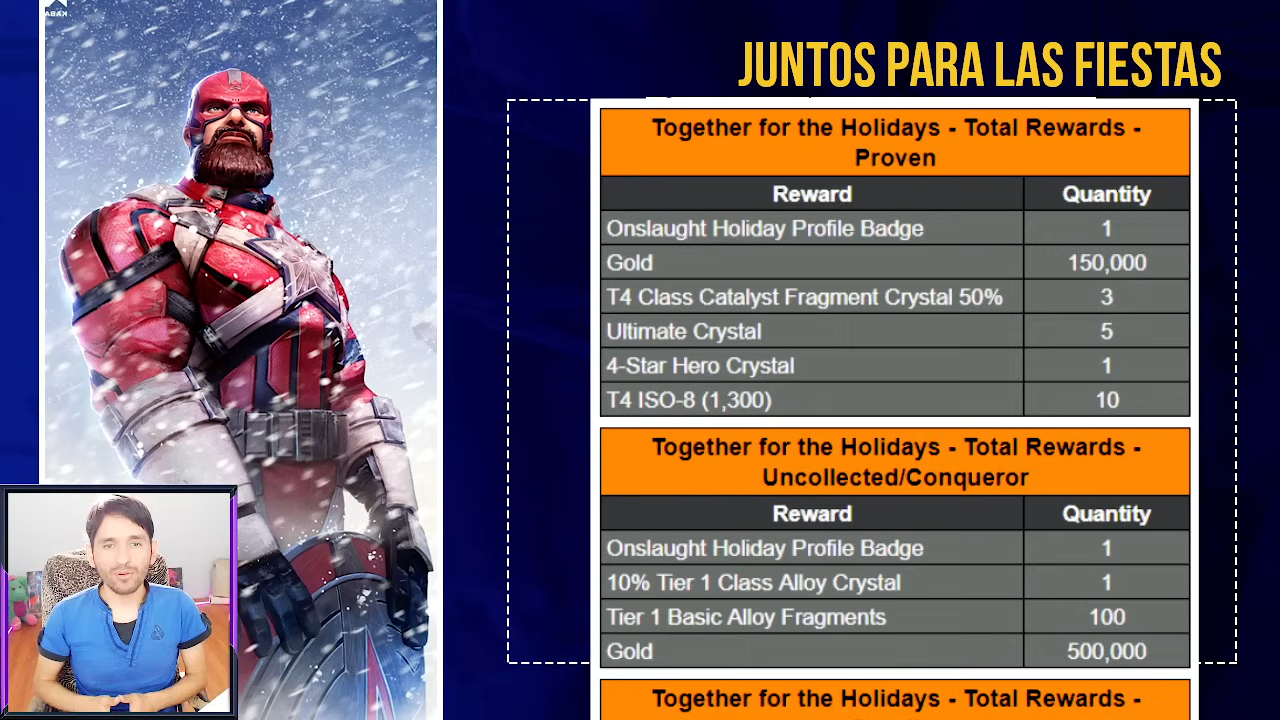 JUNTOS PARA LAS FIESTAS
Together for the Holidays - Total Rewards -
Proven
Reward Quantity
Onslaught Holiday Profile Badge 1
Gold 150,000
T4 Class Catalyst Fragment Crystal 50% 3
Ultimate Crystal 5
4-Star Hero Crystal 1
T4 ISO-8 (1,300) 10
Together for the Holidays - Total Rewards -
Uncollected/Conqueror
Reward Quantity
Onslaught Holiday Profile Badge 1
10% Tier 1 Class Alloy Crystal 1
Tier 1 Basic Alloy Fragments 100
Gold 500,000
Together for the Holidays - Total Rewards -